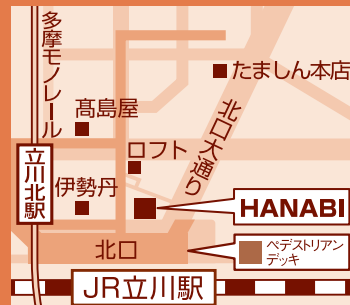 多摩モノレール
たましん本店
髙島屋
北口大通り
ロフト
立川北駅
伊勢丹
HANABI
北口
ペデストリアン
デッキ
JR立川駅